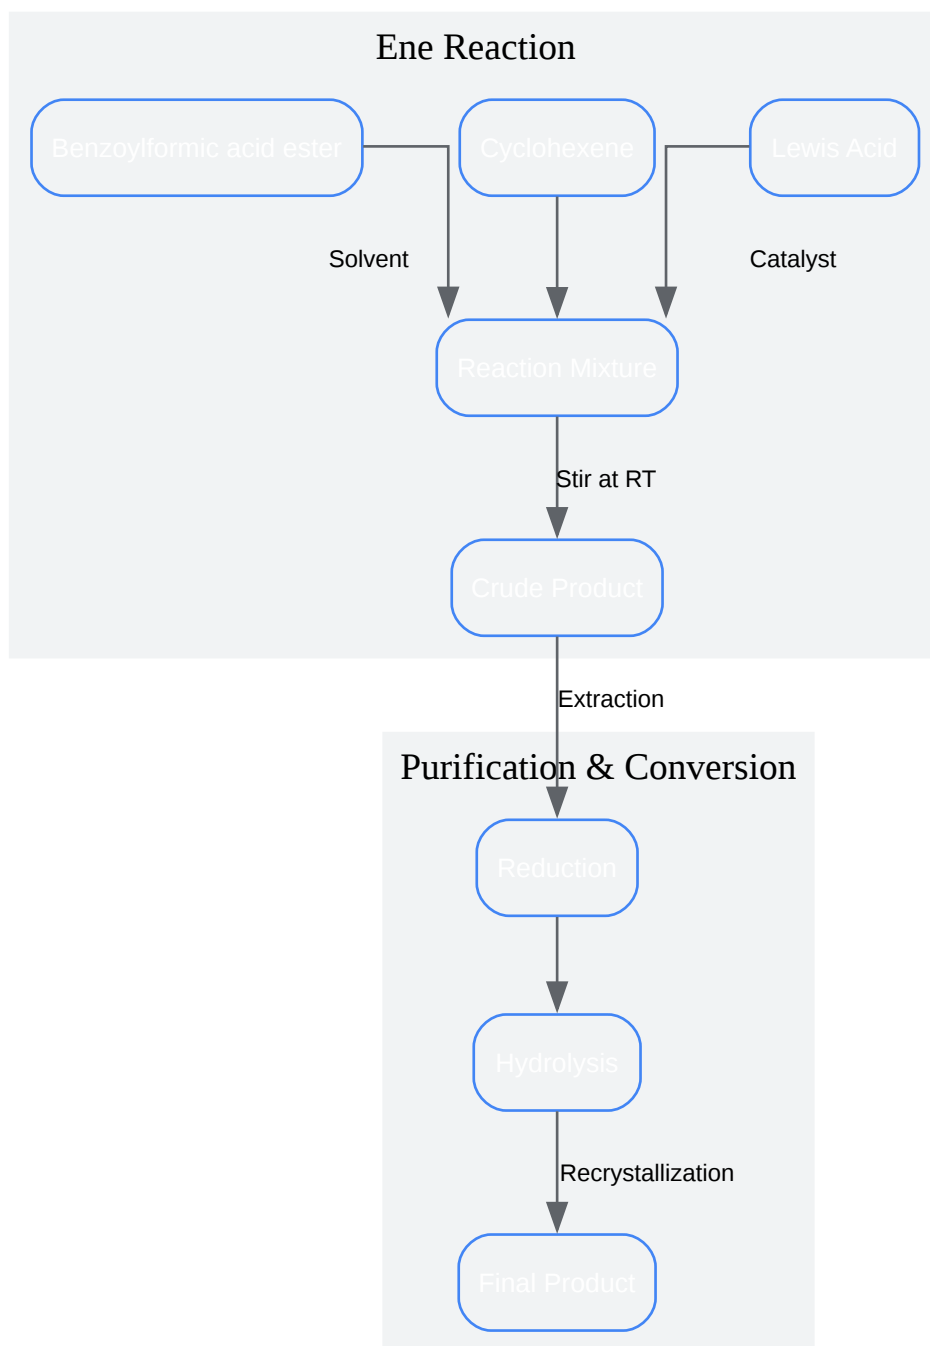 Ene Reaction
Benzoylformic acid ester
Cyclohexene
Lewis Acid
Solvent
Catalyst
Reaction Mixture
Stir at RT
Crude Product
Extraction
Purification & Conversion
Reduction
Hydrolysis
Recrystallization
Final Product